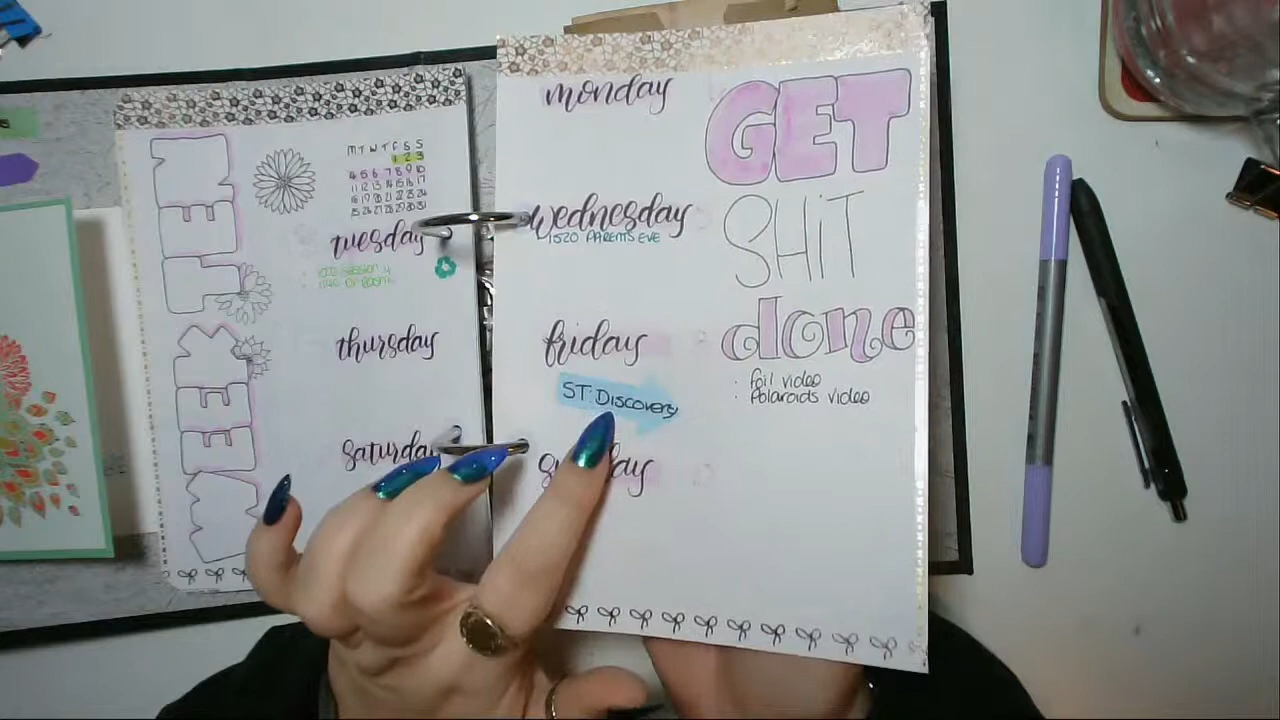 M T W T F S S
1 2 3
4 5 6 7 8 9 10
11 12 13 14 15 16 17
18 19 20 21 22 23 24
25 26 27 28 29 30 31
tuesday
thursday
saturday
monday
wednesday
1520 PARENTS EVE
friday
ST: Discovery
GET
SHiT
done
· Foil video
· Polaroids video